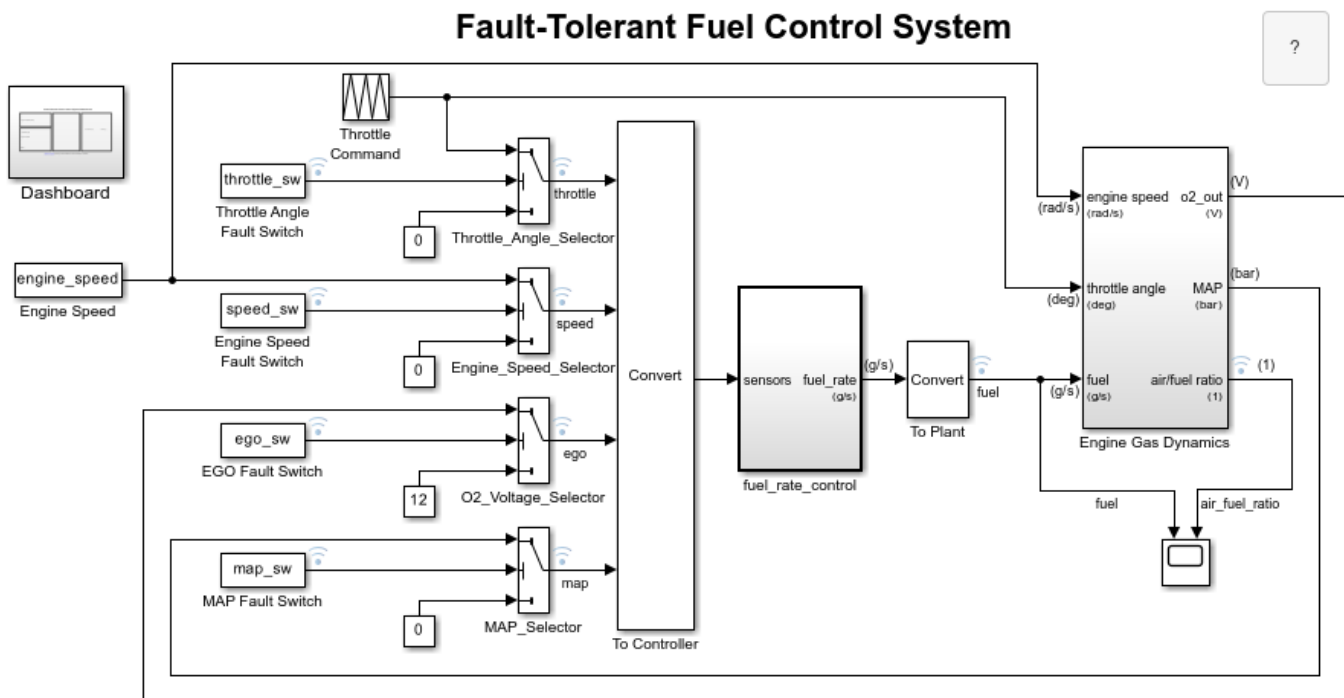 Fault-Tolerant Fuel Control System
?
Dashboard
Throttle
Command
throttle_sw
Throttle Angle
Fault Switch
0
throttle
Throttle_Angle_Selector
engine_speed
Engine Speed
speed_sw
Engine Speed
Fault Switch
0
speed
Engine_Speed_Selector
ego_sw
EGO Fault Switch
12
ego
O2_Voltage_Selector
map_sw
MAP Fault Switch
0
map
MAP_Selector
Convert
To Controller
sensors
fuel_rate
(g/s)
fuel_rate_control
(g/s)
Convert
To Plant
fuel
(rad/s)
engine speed
(rad/s)
o2_out
(V)
(V)
(deg)
throttle angle
(deg)
MAP
(bar)
(bar)
(g/s)
fuel
(g/s)
air/fuel ratio
(1)
(1)
Engine Gas Dynamics
fuel
air_fuel_ratio